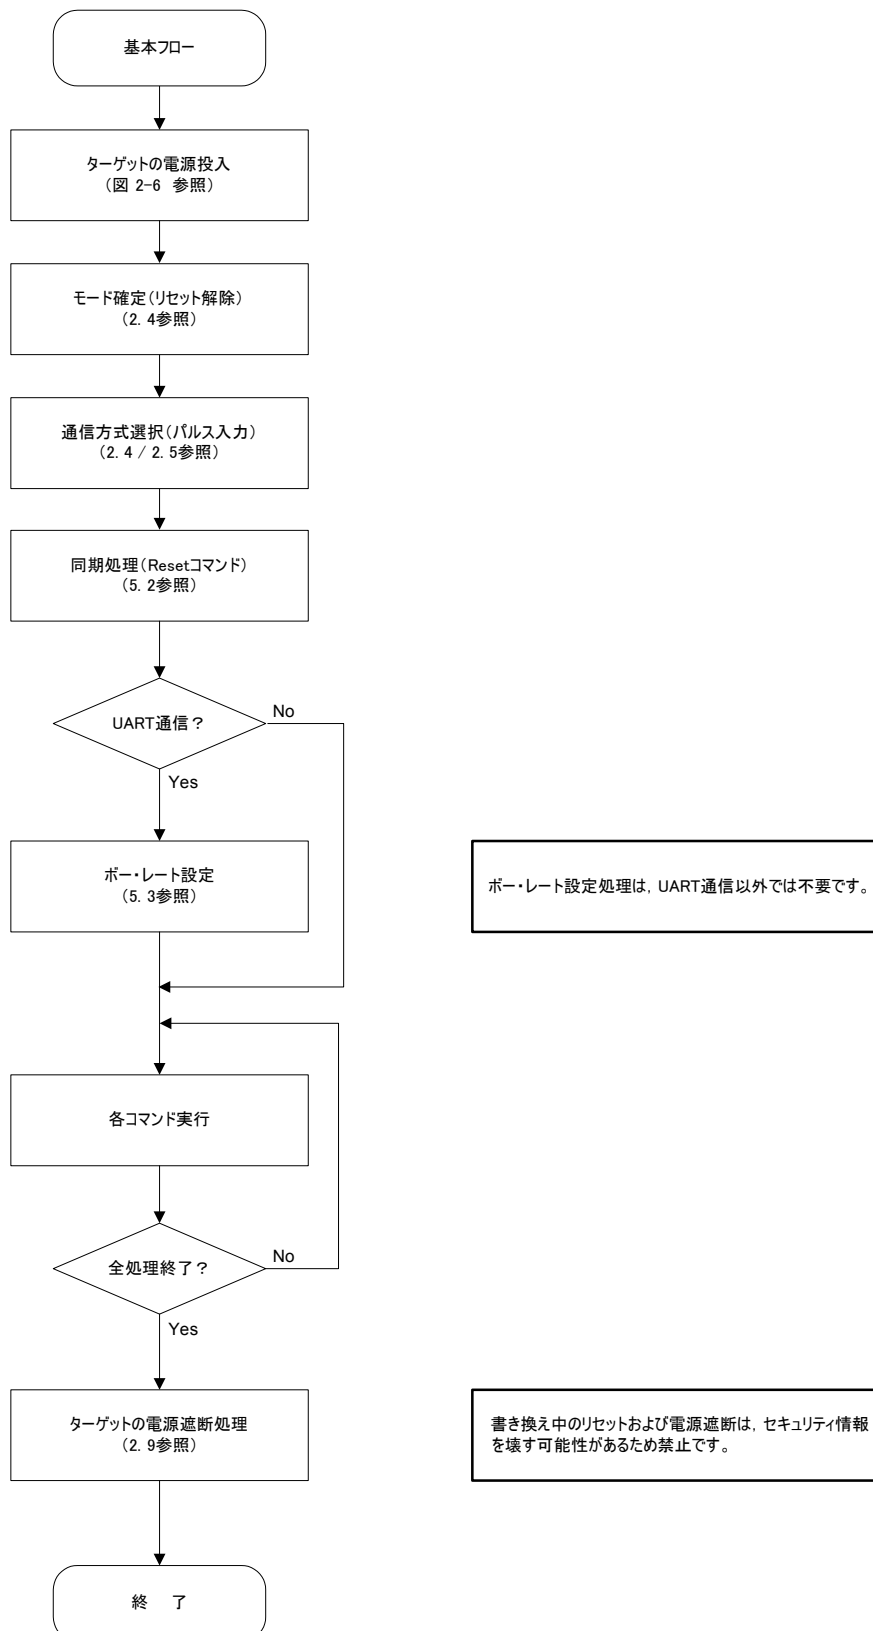 基本フロー
ターゲットの電源投入
(図 2-6 参照)
モード確定(リセット解除)
(2. 4参照)
通信方式選択(パルス入力)
(2. 4 / 2. 5参照)
同期処理(Resetコマンド)
(5. 2参照)
UART通信?
No
Yes
ボー・レート設定
(5. 3参照)
ボー・レート設定処理は, UART通信以外では不要です。
各コマンド実行
全処理終了?
No
Yes
ターゲットの電源遮断処理
(2. 9参照)
書き換え中のリセットおよび電源遮断は, セキュリティ情報
を壊す可能性があるため禁止です。
終 了